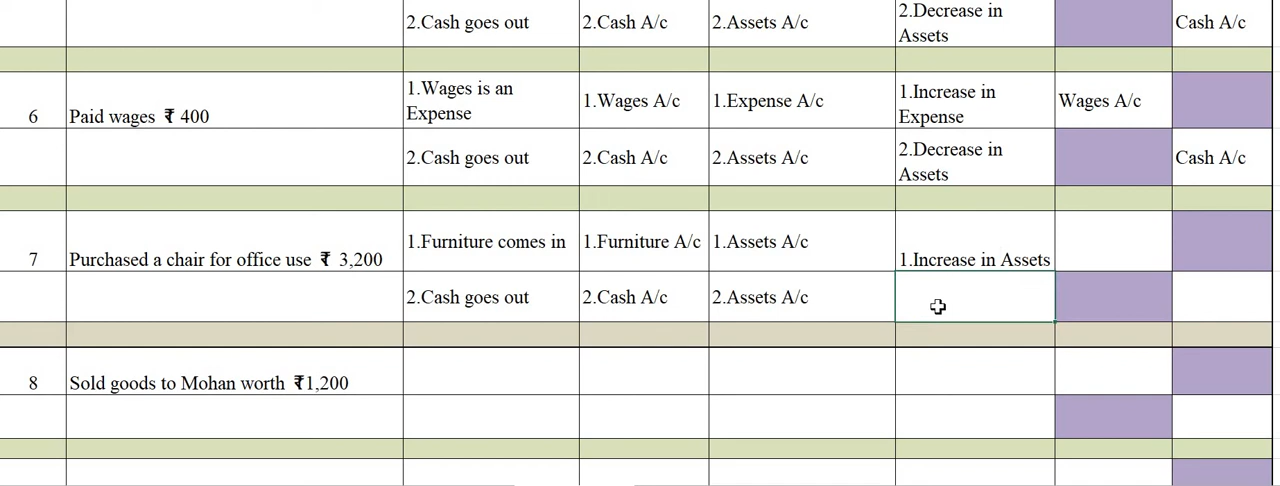 2.Cash goes out 2.Cash A/c 2.Assets A/c 2.Decrease in Assets Cash A/c
6 Paid wages ₹ 400 1.Wages is an Expense 1.Wages A/c 1.Expense A/c 1.Increase in Expense Wages A/c
2.Cash goes out 2.Cash A/c 2.Assets A/c 2.Decrease in Assets Cash A/c
7 Purchased a chair for office use ₹ 3,200 1.Furniture comes in 1.Furniture A/c 1.Assets A/c 1.Increase in Assets
2.Cash goes out 2.Cash A/c 2.Assets A/c
8 Sold goods to Mohan worth ₹1,200